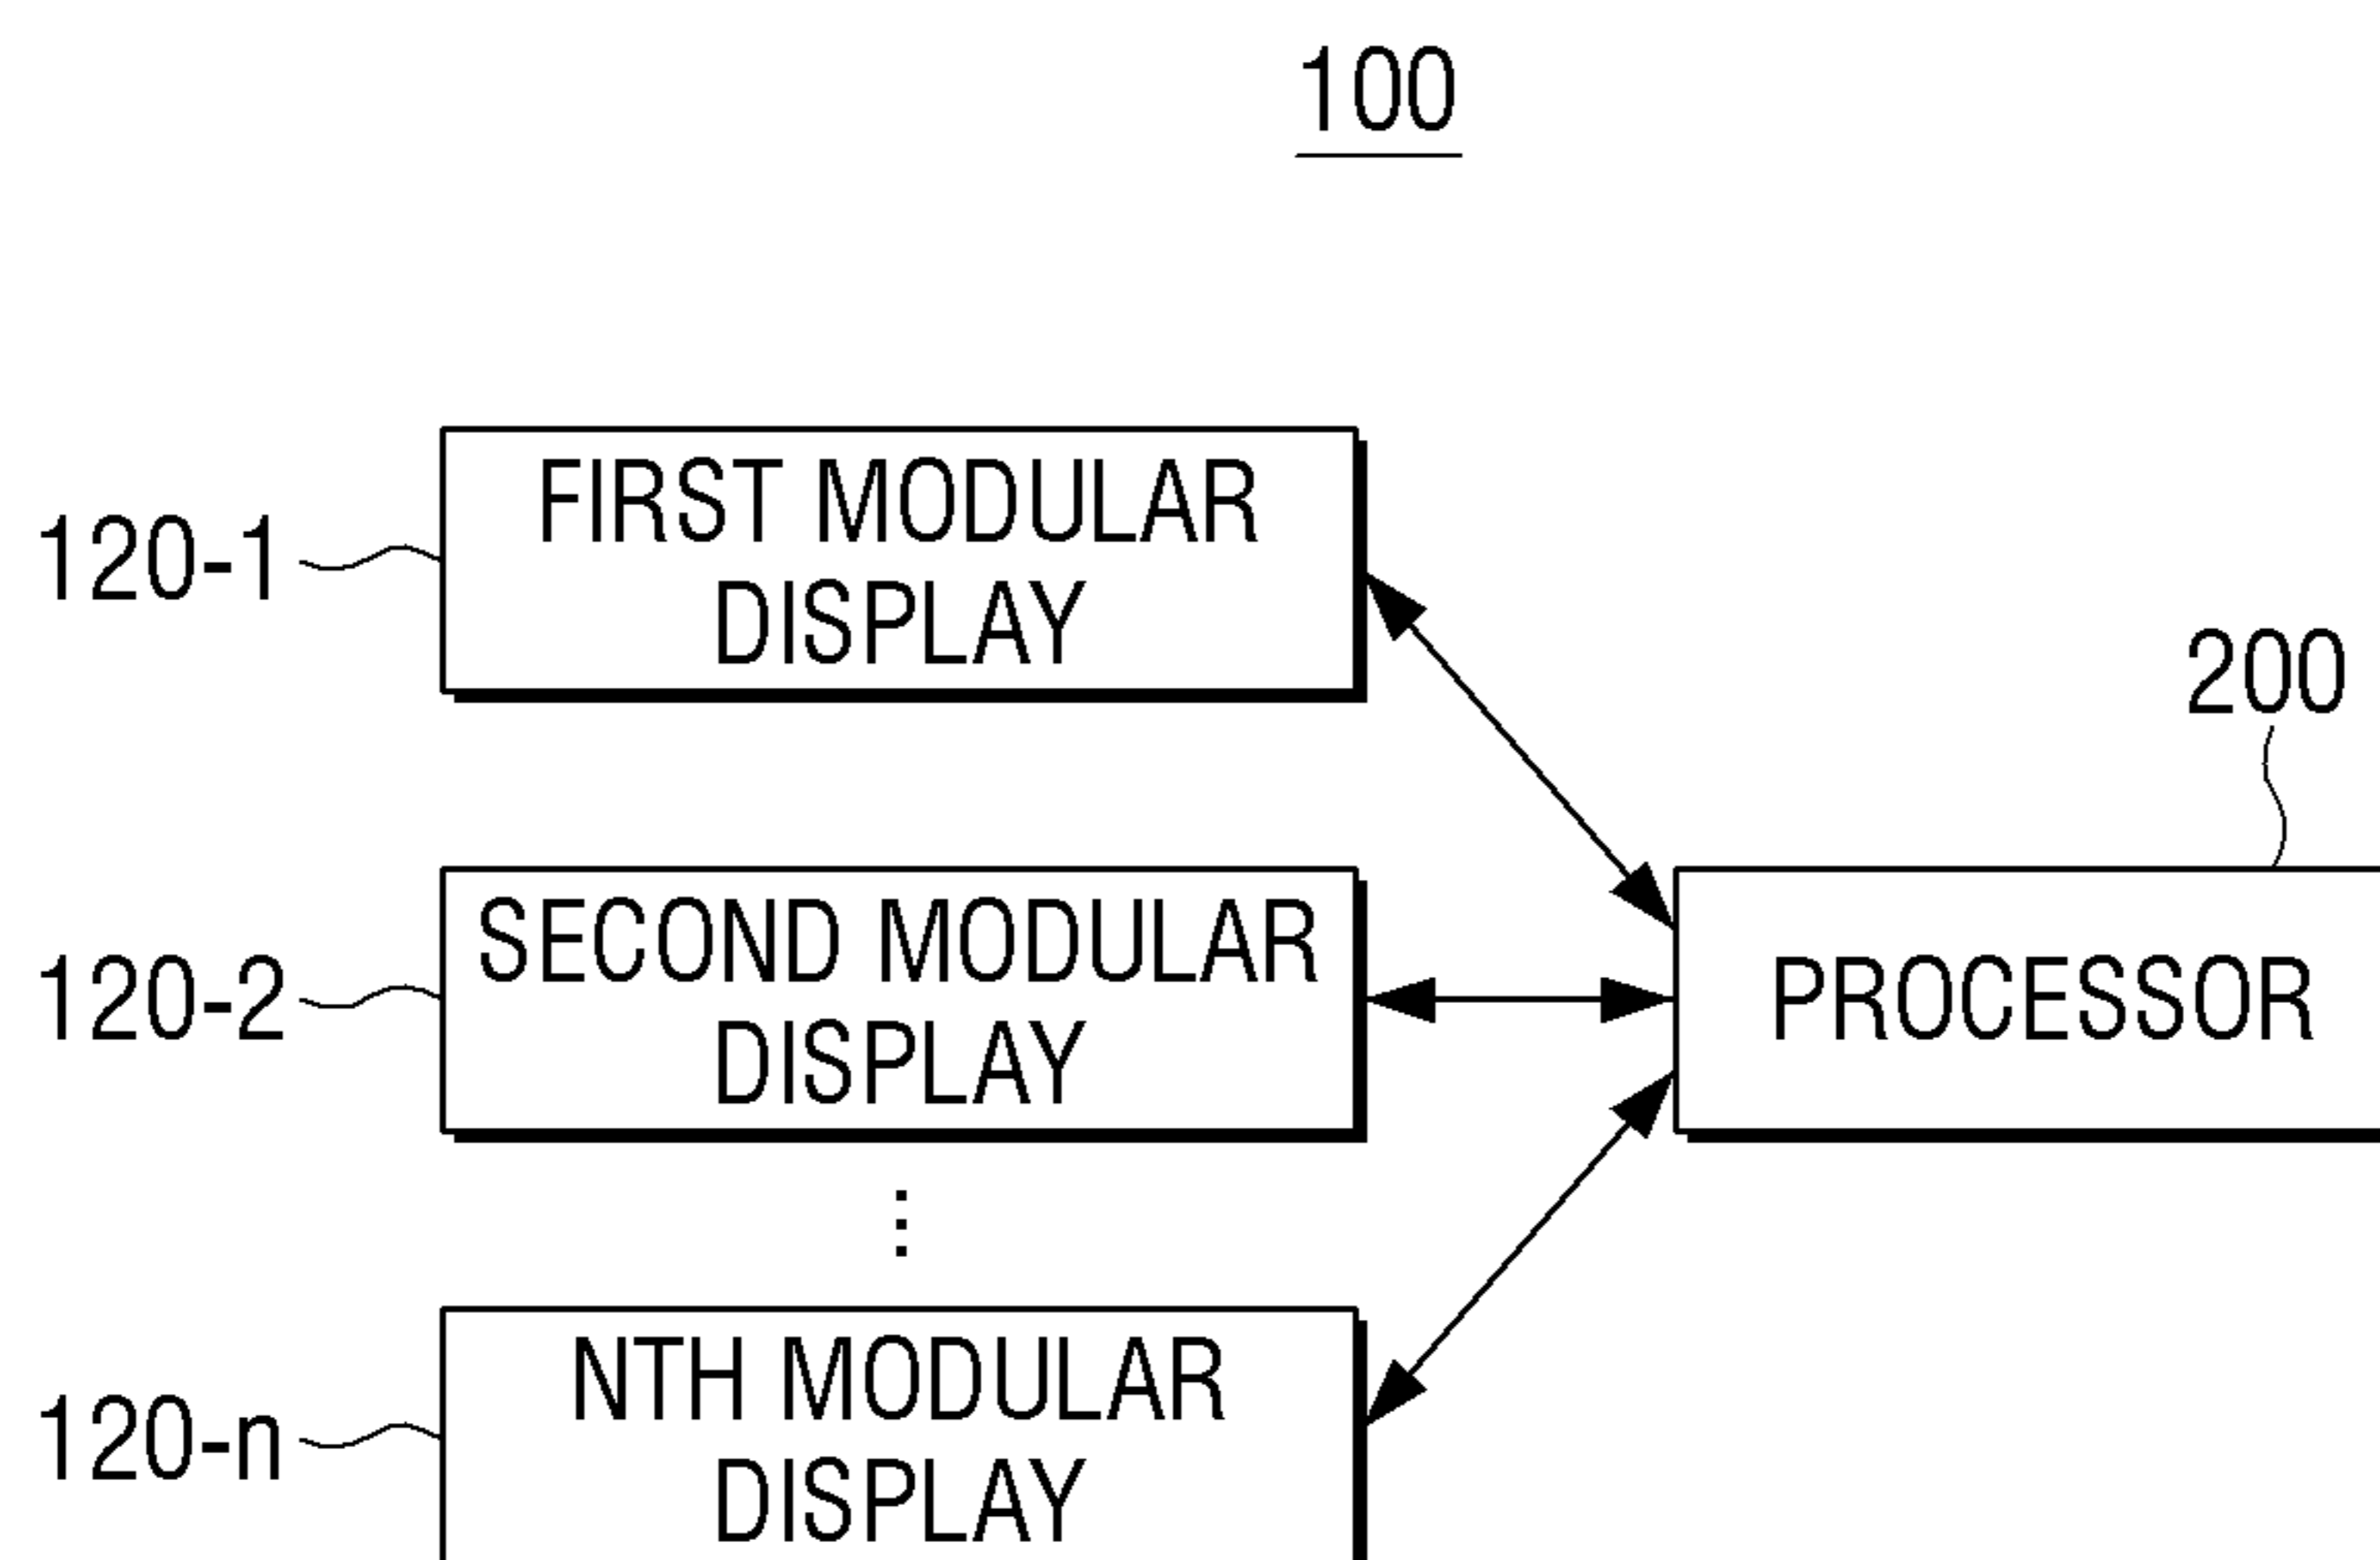 100
120-1
FIRST MODULAR
DISPLAY
200
120-2
SECOND MODULAR
DISPLAY
PROCESSOR
120-n
NTH MODULAR
DISPLAY